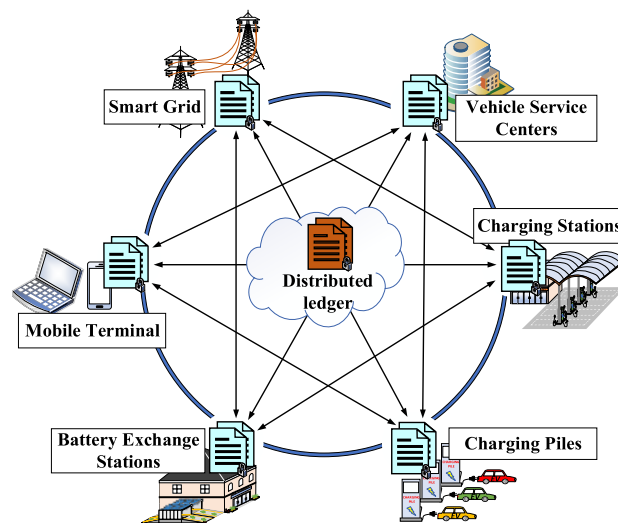 Smart Grid
Vehicle Service
Centers
Charging Stations
Distributed
ledger
Mobile Terminal
Battery Exchange
Stations
Charging Piles